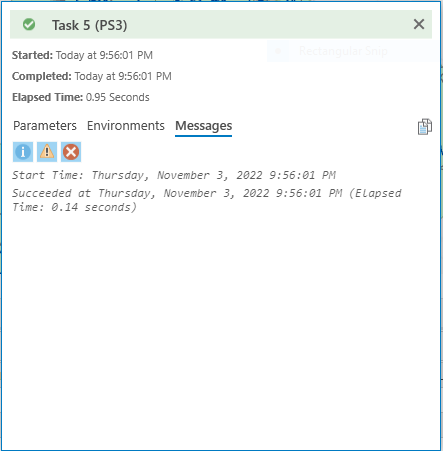 Task 5 (PS3)
Rectangular Snip
Started: Today at 9:56:01 PM
Completed: Today at 9:56:01 PM
Elapsed Time: 0.95 Seconds
Parameters Environments Messages
Start Time: Thursday, November 3, 2022 9:56:01 PM
Succeeded at Thursday, November 3, 2022 9:56:01 PM (Elapsed
Time: 0.14 seconds)